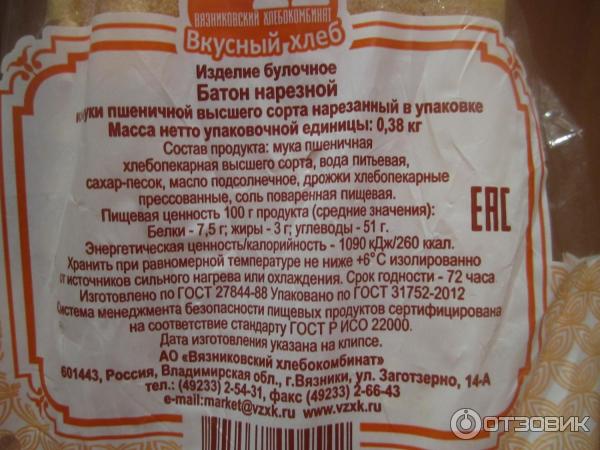 ВЯЗНИКОВСКИЙ ХЛЕБОКОМБИНАТ
Вкусный хлеб
Изделие булочное
Батон нарезной
муки пшеничной высшего сорта нарезанный в упаковке
Масса нетто упаковочной единицы: 0,38 кг
Состав продукта: мука пшеничная
хлебопекарная высшего сорта, вода питьевая,
сахар-песок, масло подсолнечное, дрожжи хлебопекарные
прессованные, соль поваренная пищевая.
Пищевая ценность 100 г продукта (средние значения):
Белки - 7,5 г; жиры - 3 г; углеводы - 51 г.
Энергетическая ценность/калорийность - 1090 кДж/260 ккал.
Хранить при равномерной температуре не ниже +6°С изолированно
от источников сильного нагрева или охлаждения. Срок годности - 72 часа
Изготовлено по ГОСТ 27844-88 Упаковано по ГОСТ 31752-2012
Система менеджмента безопасности пищевых продуктов сертифицирована
на соответствие стандарту ГОСТ Р ИСО 22000.
Дата изготовления указана на клипсе.
АО «Вязниковский хлебокомбинат»
601443, Россия, Владимирская обл., г.Вязники, ул. Заготзерно, 14-А
тел.: (49233) 2-54-31, факс (49233) 2-66-43
e-mail:market@vzxk.ru www.vzxk.ru
EAC
ОТЗОВИК